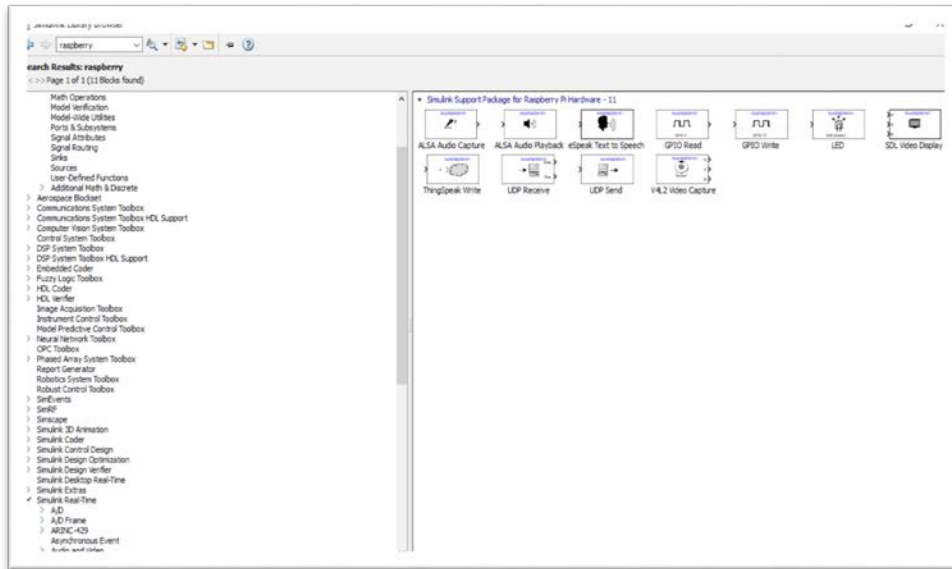 Simulink Library Browser
raspberry
earch Results: raspberry
<>> Page 1 of 1 (11 Blocks found)
Math Operations
Model Verification
Model-Wide Utilities
Ports & Subsystems
Signal Attributes
Signal Routing
Sinks
Sources
User-Defined Functions
> Additional Math & Discrete
> Aerospace Blockset
> Communications System Toolbox
> Communications System Toolbox HDL Support
> Computer Vision System Toolbox
Control System Toolbox
> DSP System Toolbox
> DSP System Toolbox HDL Support
> Embedded Coder
> Fuzzy Logic Toolbox
> HDL Coder
> HDL Verifier
Image Acquisition Toolbox
Instrument Control Toolbox
Model Predictive Control Toolbox
> Neural Network Toolbox
OPC Toolbox
> Phased Array System Toolbox
Report Generator
Robotics System Toolbox
Robust Control Toolbox
> SimEvents
> SimRF
> Simscape
> Simulink 3D Animation
> Simulink Coder
> Simulink Control Design
> Simulink Design Optimization
> Simulink Design Verifier
Simulink Desktop Real-Time
> Simulink Extras
Simulink Real-Time
> A/D
> A/D Frame
> ARINC-429
Asynchronous Event
> Audio and Video
Simulink Support Package for Raspberry Pi Hardware - 11
ALSA Audio Capture ALSA Audio Playback eSpeak Text to Speech GPIO Read GPIO Write LED SDL Video Display
ThingSpeak Write UDP Receive UDP Send V4L2 Video Capture